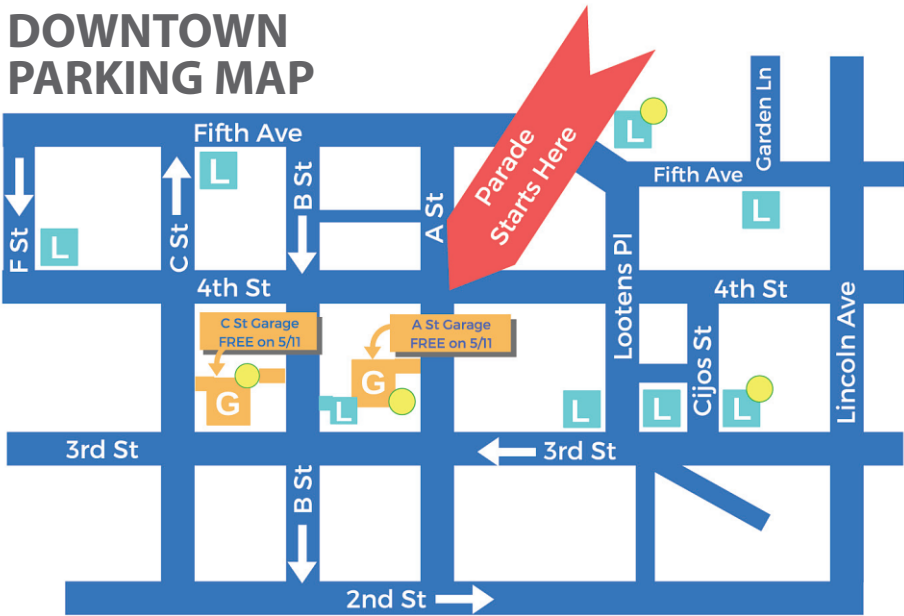 DOWNTOWN
PARKING MAP
Parade
Starts Here
L
Garden Ln
Fifth Ave
Fifth Ave
L
B St
A St
L
F St
L
C St
Lootens Pl
4th St
4th St
Lincoln Ave
C St Garage
FREE on 5/11
A St Garage
FREE on 5/11
Cijos St
G
G
L
L
L
L
3rd St
3rd St
B St
2nd St